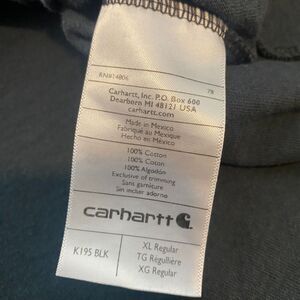 RN#14806 78
Carhartt, Inc. P.O. Box 600
Dearborn MI 48121 USA
carhartt.com
Made in Mexico
Fabriqué au Mexique
Hecho en México
100% Cotton
100% Coton
100% Algodón
Exclusive of trimming
Sans garniture
Sin incluir adorno
carhartt
K195 BLK
XL Regular
TG Régulière
XG Regular